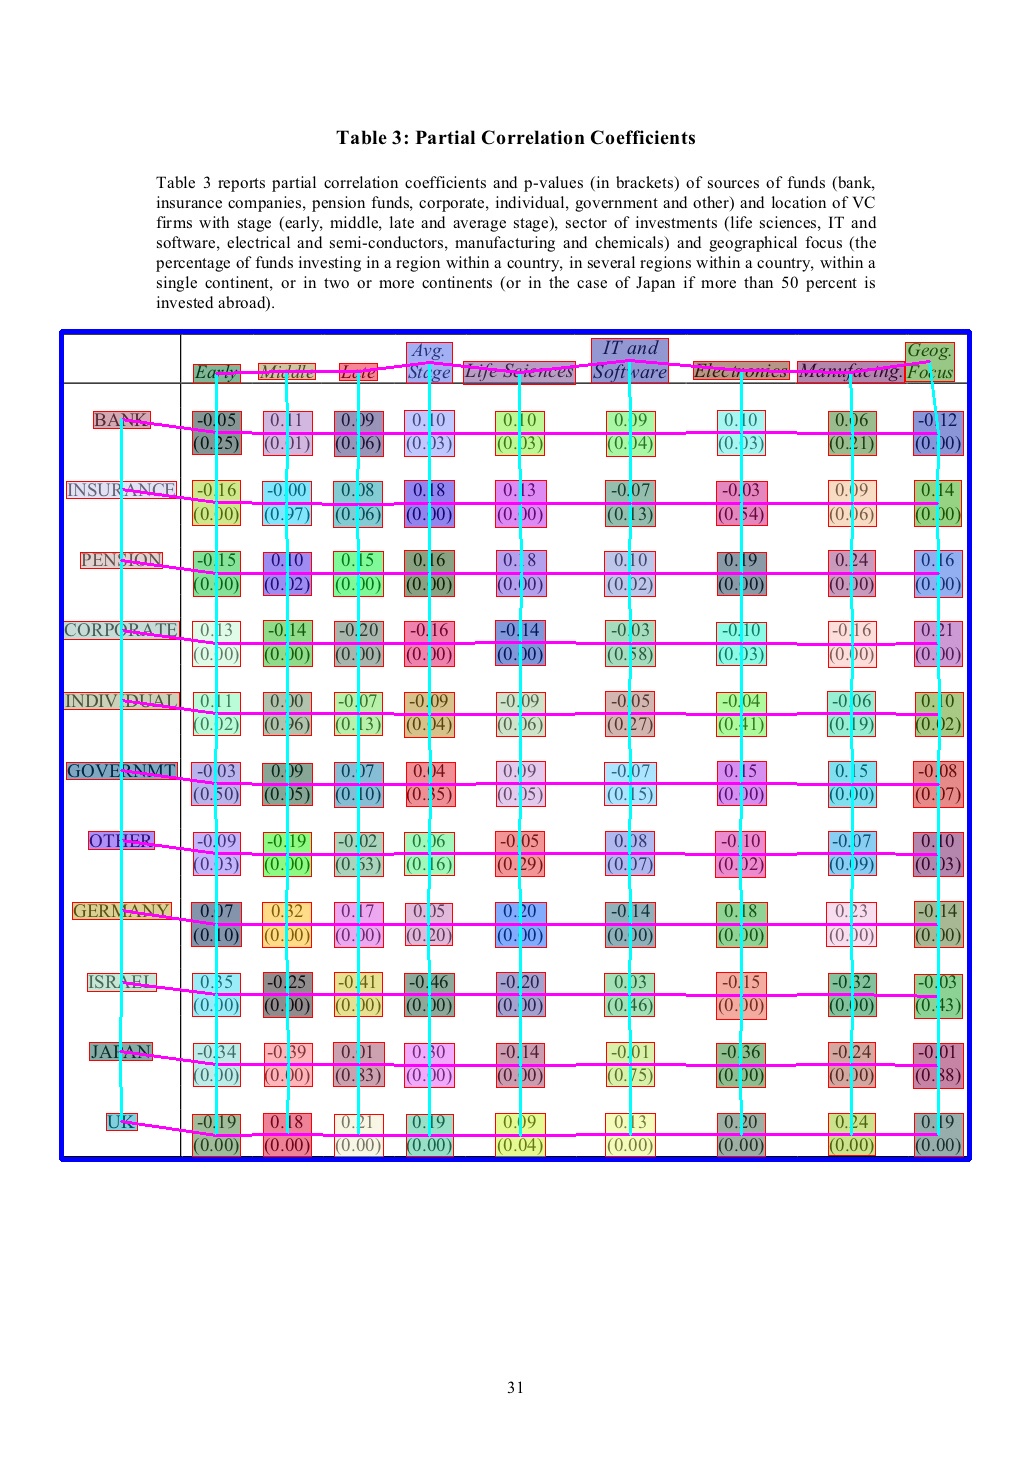 Table 3: Partial Correlation Coefficients
Table 3 reports partial correlation coefficients and p-values (in brackets) of sources of funds (bank,
insurance companies, pension funds, corporate, individual, government and other) and location of VC
firms with stage (early, middle, late and average stage), sector of investments (life sciences, IT and
software, electrical and semi-conductors, manufacturing and chemicals) and geographical focus (the
percentage of funds investing in a region within a country, in several regions within a country, within a
single continent, or in two or more continents (or in the case of Japan if more than 50 percent is
invested abroad).
Avg. IT and Geog.
Early Middle Late Stage Life Sciences Software Electronics Manufacing. Focus
BANK -0.05 0.11 0.09 0.10 0.10 0.09 0.10 0.06 -0.12
(0.25) (0.01) (0.06) (0.03) (0.03) (0.04) (0.03) (0.21) (0.00)
INSURANCE -0.16 -0.00 0.08 0.18 0.13 -0.07 -0.03 0.09 0.14
(0.00) (0.97) (0.06) (0.00) (0.00) (0.13) (0.54) (0.06) (0.00)
PENSION -0.15 0.10 0.15 0.16 0.18 0.10 0.19 0.24 0.16
(0.00) (0.02) (0.00) (0.00) (0.00) (0.02) (0.00) (0.00) (0.00)
CORPORATE 0.13 -0.14 -0.20 -0.16 -0.14 -0.03 -0.10 -0.16 0.21
(0.00) (0.00) (0.00) (0.00) (0.00) (0.58) (0.03) (0.00) (0.00)
INDIVIDUAL 0.11 0.00 -0.07 -0.09 -0.09 -0.05 -0.04 -0.06 0.10
(0.02) (0.96) (0.13) (0.04) (0.06) (0.27) (0.41) (0.19) (0.02)
GOVERNMT -0.03 0.09 0.07 0.04 0.09 -0.07 0.15 0.15 -0.08
(0.50) (0.05) (0.10) (0.35) (0.05) (0.15) (0.00) (0.00) (0.07)
OTHER -0.09 -0.19 -0.02 0.06 -0.05 0.08 -0.10 -0.07 0.10
(0.03) (0.00) (0.16) (0.29) (0.07) (0.02) (0.09) (0.03)
GERMANY 0.07 0.32 0.17 0.05 0.20 -0.14 0.18 0.23 -0.14
(0.10) (0.00) (0.00) (0.20) (0.00) (0.00) (0.00) (0.00) (0.00)
ISRAEL 0.35 -0.25 -0.41 -0.46 -0.20 0.03 -0.15 -0.32 -0.03
(0.00) (0.00) (0.00) (0.00) (0.00) (0.46) (0.00) (0.00) (0.43)
JAPAN -0.34 -0.39 0.01 0.30 -0.14 -0.01 -0.36 -0.24 -0.01
(0.00) (0.00) (0.83) (0.00) (0.00) (0.75) (0.00) (0.00) (0.88)
UK -0.19 0.18 0.21 0.19 0.09 0.13 0.20 0.24 0.19
(0.00) (0.00) (0.00) (0.00) (0.04) (0.00) (0.00) (0.00) (0.00)
31